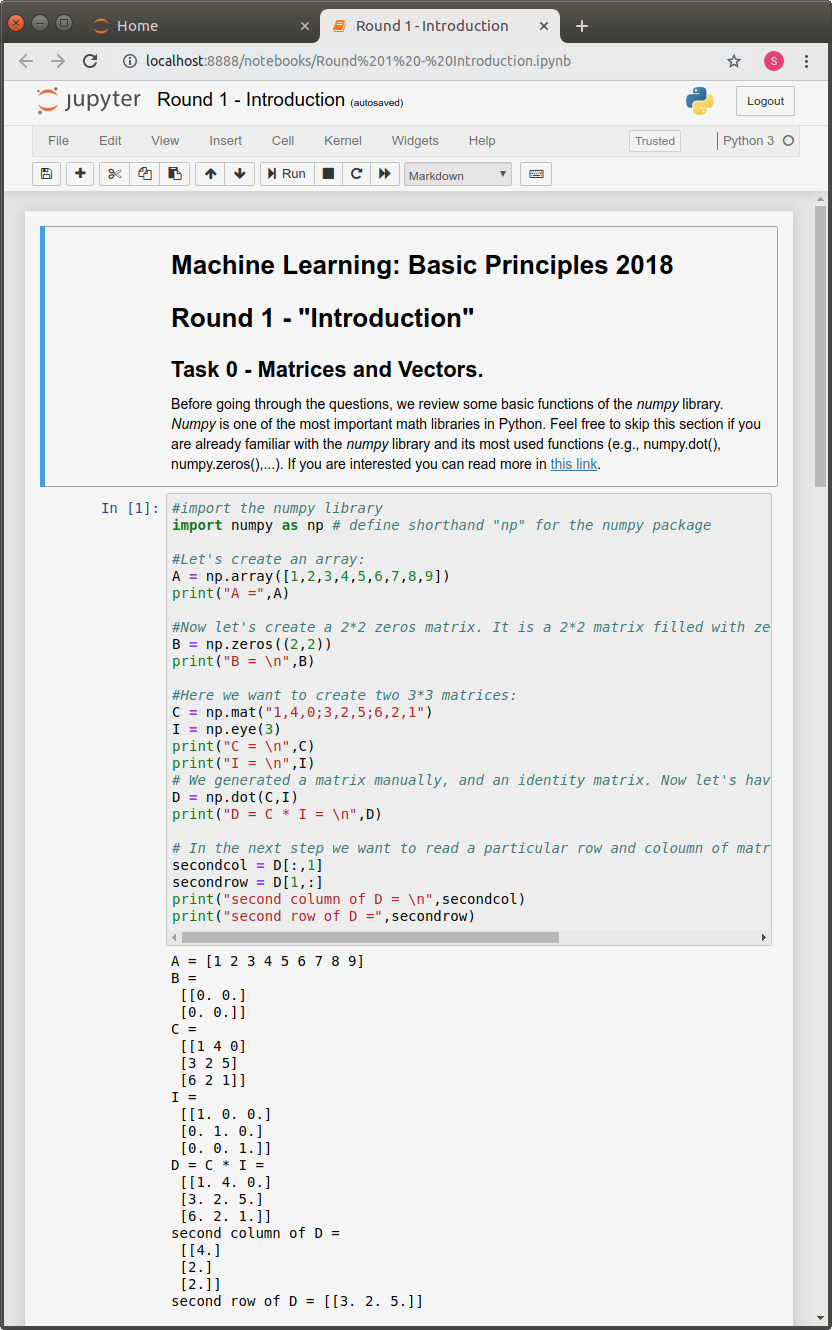 Home
Round 1 - Introduction
localhost:8888/notebooks/Round%201%20-%20Introduction.ipynb
S
jupyter Round 1 - Introduction (autosaved)
Logout
File Edit View Insert Cell Kernel Widgets Help
Trusted
Python 3
Run
Markdown
Machine Learning: Basic Principles 2018
Round 1 - "Introduction"
Task 0 - Matrices and Vectors.
Before going through the questions, we review some basic functions of the numpy library.
Numpy is one of the most important math libraries in Python. Feel free to skip this section if you
are already familiar with the numpy library and its most used functions (e.g., numpy.dot(),
numpy.zeros(),...). If you are interested you can read more in this link.
In [1]:
#import the numpy library
import numpy as np # define shorthand "np" for the numpy package
#Let's create an array:
A = np.array([1,2,3,4,5,6,7,8,9])
print("A =",A)
#Now let's create a 2*2 zeros matrix. It is a 2*2 matrix filled with ze
B = np.zeros((2,2))
print("B = \n",B)
#Here we want to create two 3*3 matrices:
C = np.mat("1,4,0;3,2,5;6,2,1")
I = np.eye(3)
print("C = \n",C)
print("I = \n",I)
# We generated a matrix manually, and an identity matrix. Now let's hav
D = np.dot(C,I)
print("D = C * I = \n",D)
# In the next step we want to read a particular row and coloumn of matr
secondcol = D[:,1]
secondrow = D[1,:]
print("second column of D = \n",secondcol)
print("second row of D =",secondrow)
A = [1 2 3 4 5 6 7 8 9]
B =
[[0. 0.]
[0. 0.]]
C =
[[1 4 0]
[3 2 5]
[6 2 1]]
I =
[[1. 0. 0.]
[0. 1. 0.]
[0. 0. 1.]]
D = C * I =
[[1. 4. 0.]
[3. 2. 5.]
[6. 2. 1.]]
second column of D =
[[4.]
[2.]
[2.]]
second row of D = [[3. 2. 5.]]